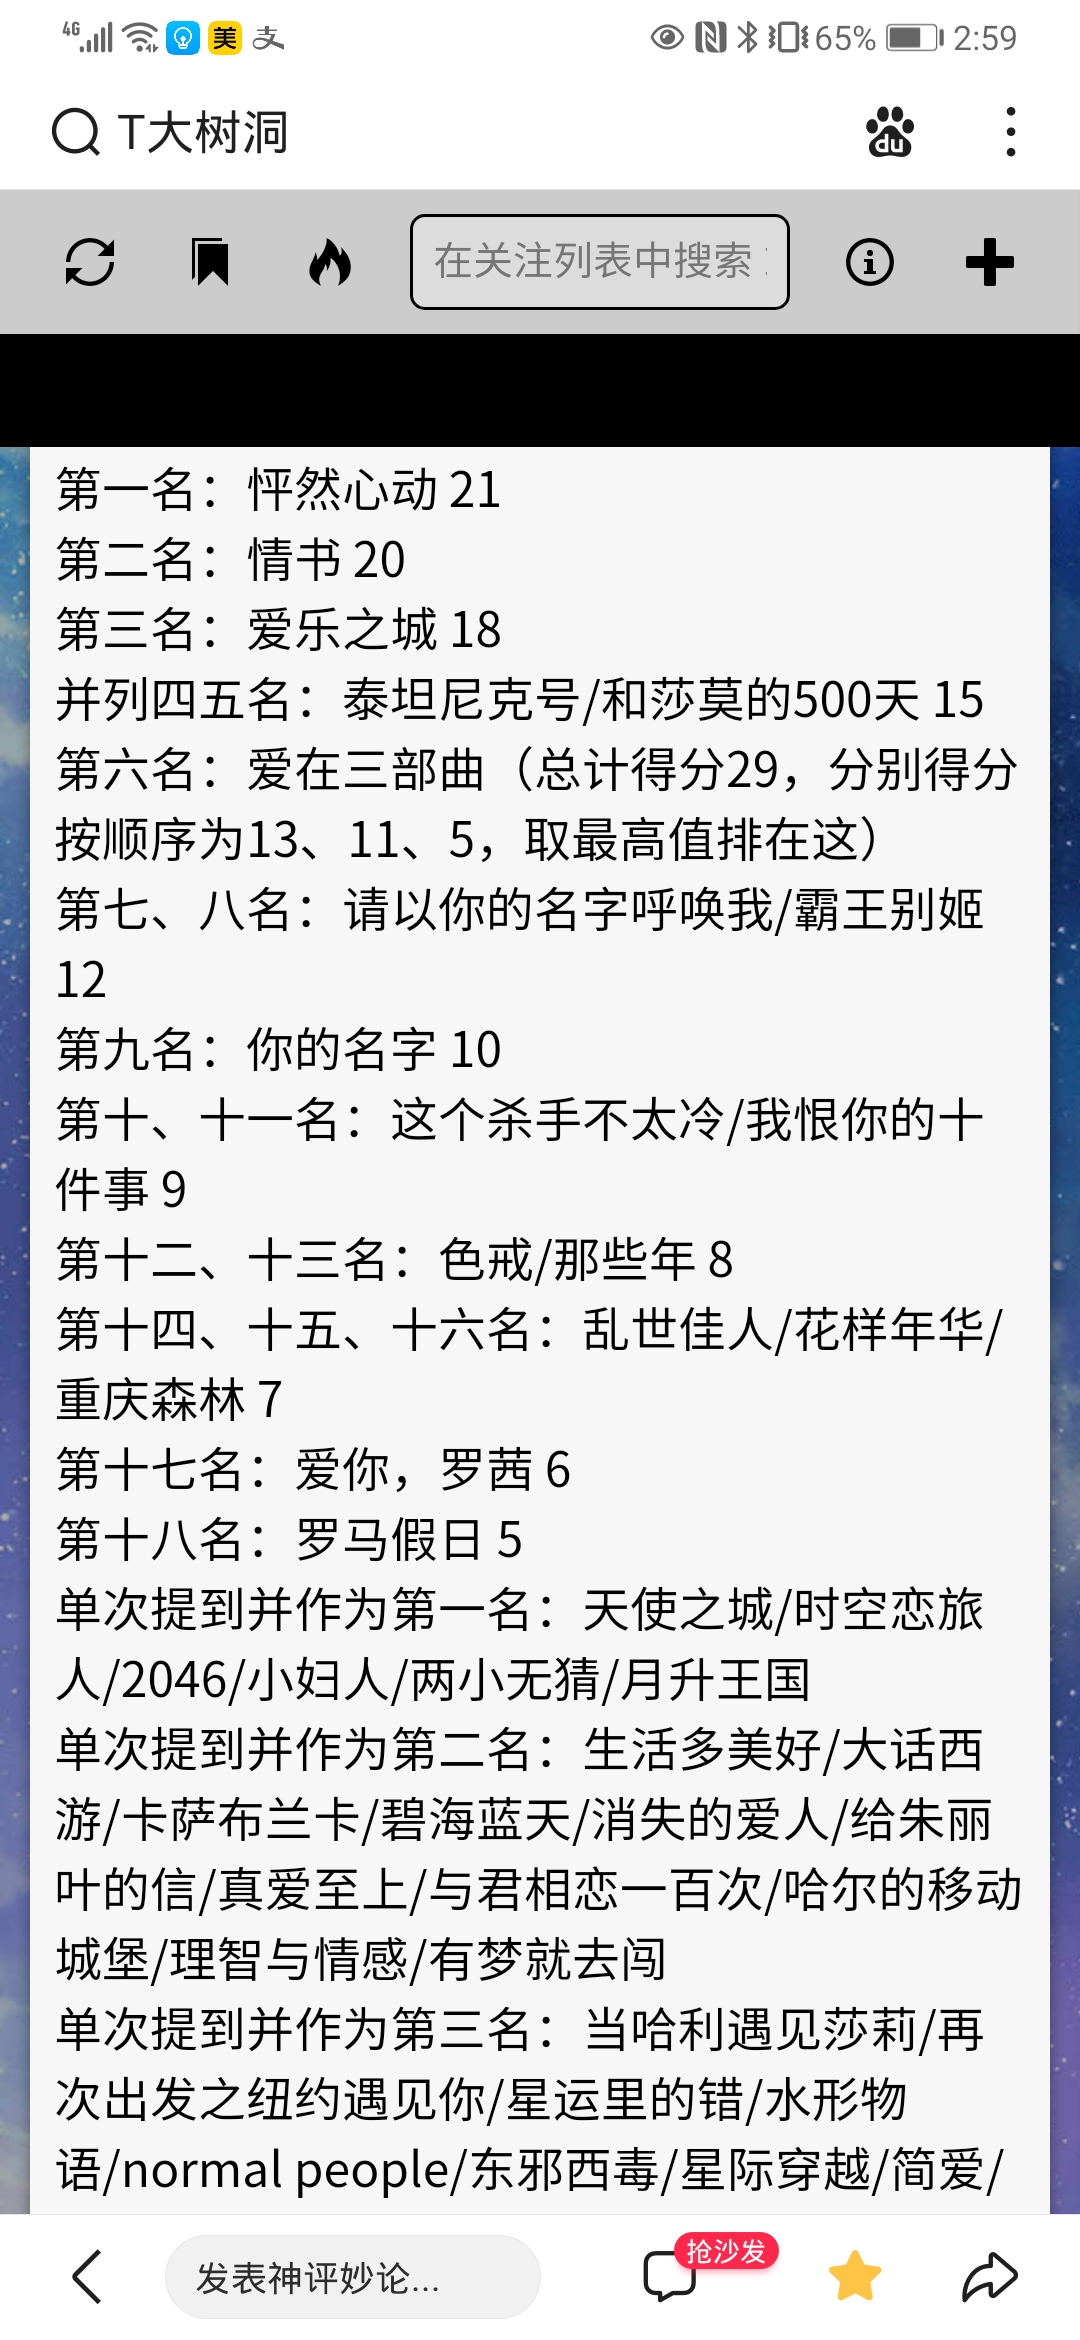 4G 美 支 65% 2:59
T大树洞 du
在关注列表中搜索
第一名：怦然心动 21
第二名：情书 20
第三名：爱乐之城 18
并列四五名：泰坦尼克号/和莎莫的500天 15
第六名：爱在三部曲（总计得分29，分别得分
按顺序为13、11、5，取最高值排在这）
第七、八名：请以你的名字呼唤我/霸王别姬
12
第九名：你的名字 10
第十、十一名：这个杀手不太冷/我恨你的十
件事 9
第十二、十三名：色戒/那些年 8
第十四、十五、十六名：乱世佳人/花样年华/
重庆森林 7
第十七名：爱你，罗茜 6
第十八名：罗马假日 5
单次提到并作为第一名：天使之城/时空恋旅
人/2046/小妇人/两小无猜/月升王国
单次提到并作为第二名：生活多美好/大话西
游/卡萨布兰卡/碧海蓝天/消失的爱人/给朱丽
叶的信/真爱至上/与君相恋一百次/哈尔的移动
城堡/理智与情感/有梦就去闯
单次提到并作为第三名：当哈利遇见莎莉/再
次出发之纽约遇见你/星运里的错/水形物
语/normal people/东邪西毒/星际穿越/简爱/
发表神评妙论...
抢沙发